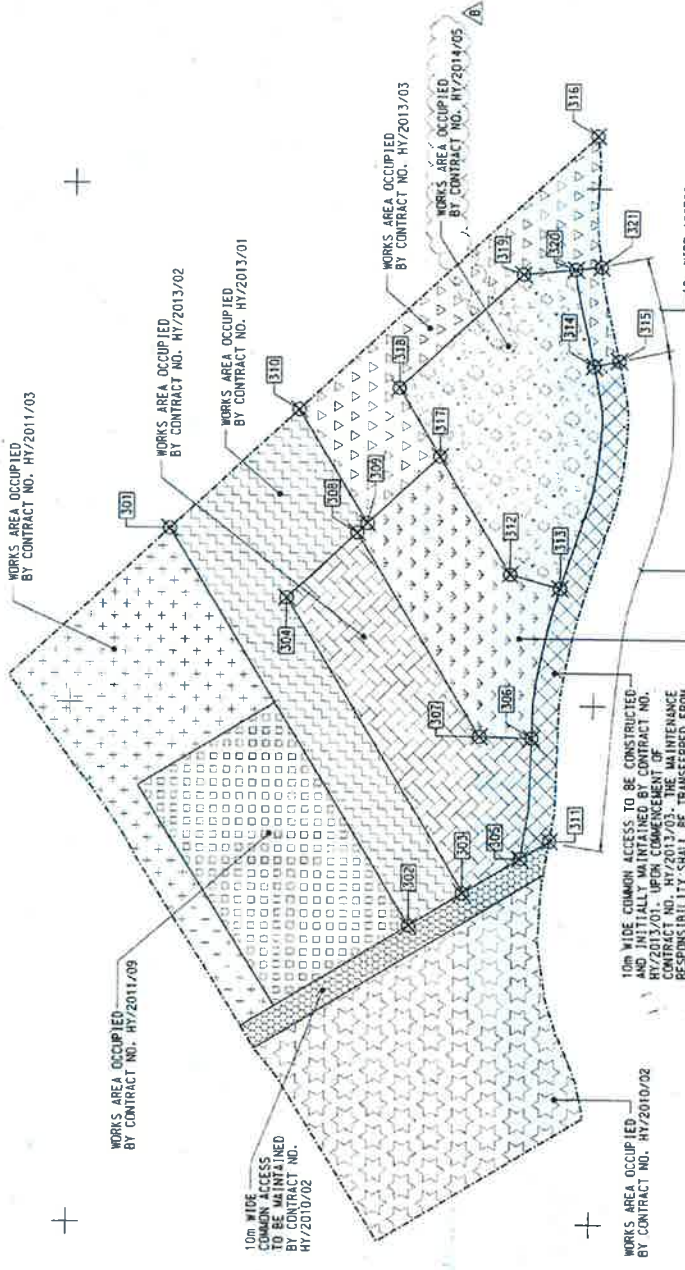 WORKS AREA OCCUPIED
BY CONTRACT NO. HY/2011/03
WORKS AREA OCCUPIED
BY CONTRACT NO. HY/2013/02
WORKS AREA OCCUPIED
BY CONTRACT NO. HY/2013/01
WORKS AREA OCCUPIED
BY CONTRACT NO. HY/2013/03
WORKS AREA OCCUPIED
BY CONTRACT NO. HY/2014/05
B
WORKS AREA OCCUPIED
BY CONTRACT NO. HY/2011/09
10m WIDE
COMMON ACCESS
TO BE MAINTAINED
BY CONTRACT NO.
HY/2010/02
WORKS AREA OCCUPIED
BY CONTRACT NO. HY/2010/02
10m WIDE COMMON ACCESS TO BE CONSTRUCTED
AND INITIALLY MAINTAINED BY CONTRACT NO.
HY/2013/01. UPON COMMENCEMENT OF
CONTRACT NO. HY/2013/03, THE MAINTENANCE
RESPONSIBILITY SHALL BE TRANSFERRED FROM
301
310
304
308
309
318
319
316
317
320
321
314
315
312
313
307
306
302
303
305
311